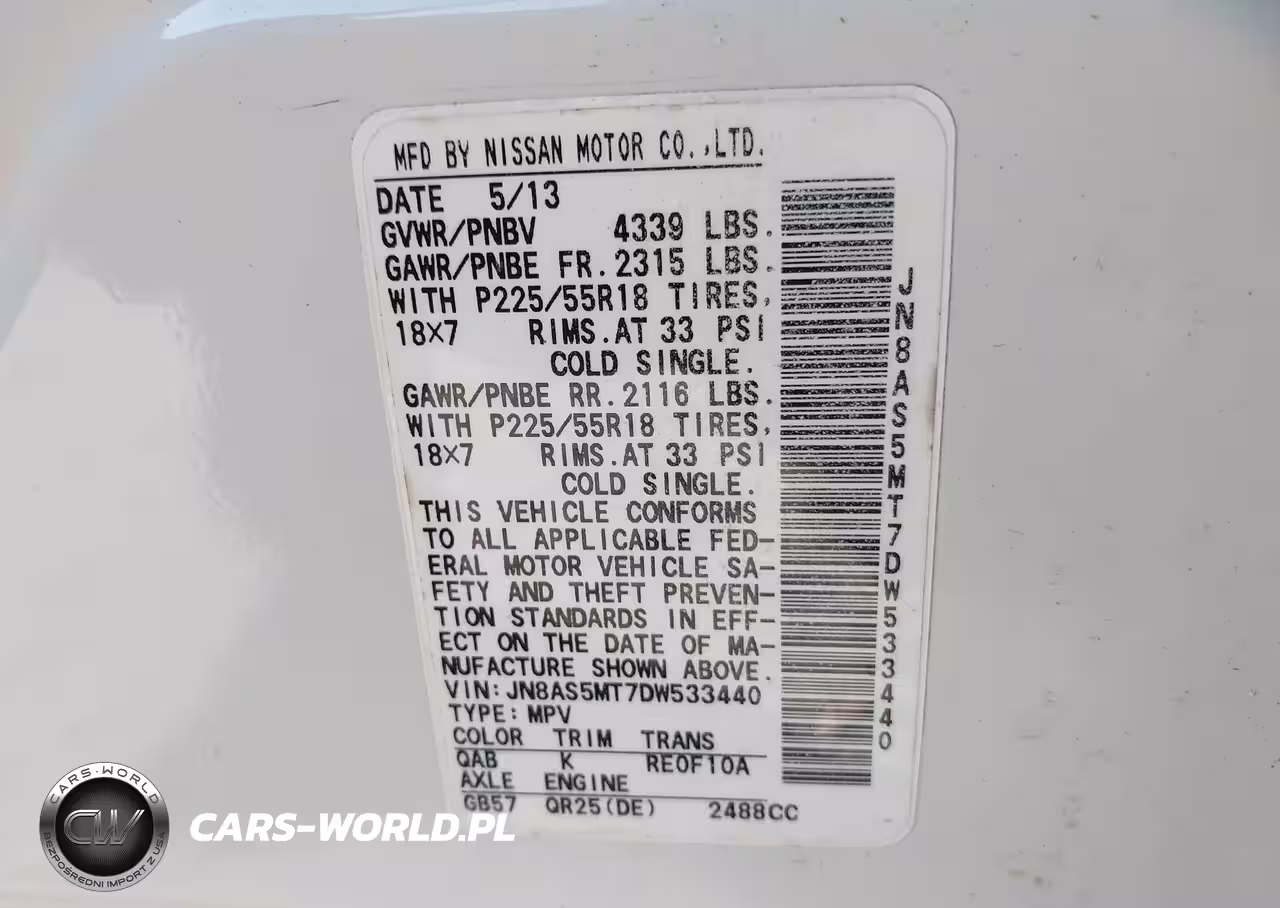 MFD BY NISSAN MOTOR CO.,LTD.
DATE 5/13
GVWR/PNBV 4339 LBS.
GAWR/PNBE FR.2315 LBS.
WITH P225/55R18 TIRES,
18×7 RIMS.AT 33 PSI
COLD SINGLE.
GAWR/PNBE RR.2116 LBS.
WITH P225/55R18 TIRES,
18×7 RIMS.AT 33 PSI
COLD SINGLE.
THIS VEHICLE CONFORMS
TO ALL APPLICABLE FED-
ERAL MOTOR VEHICLE SA-
FETY AND THEFT PREVEN-
TION STANDARDS IN EFF-
ECT ON THE DATE OF MA-
NUFACTURE SHOWN ABOVE.
VIN:JN8AS5MT7DW533440
TYPE:MPV
COLOR TRIM TRANS
QAB K RE0F10A
AXLE ENGINE
GB57 QR25(DE) 2488CC
JN8AS5MT7DW533440
CARS-WORLD
CW
BEZPOŚREDNI IMPORT Z USA
CARS-WORLD.PL